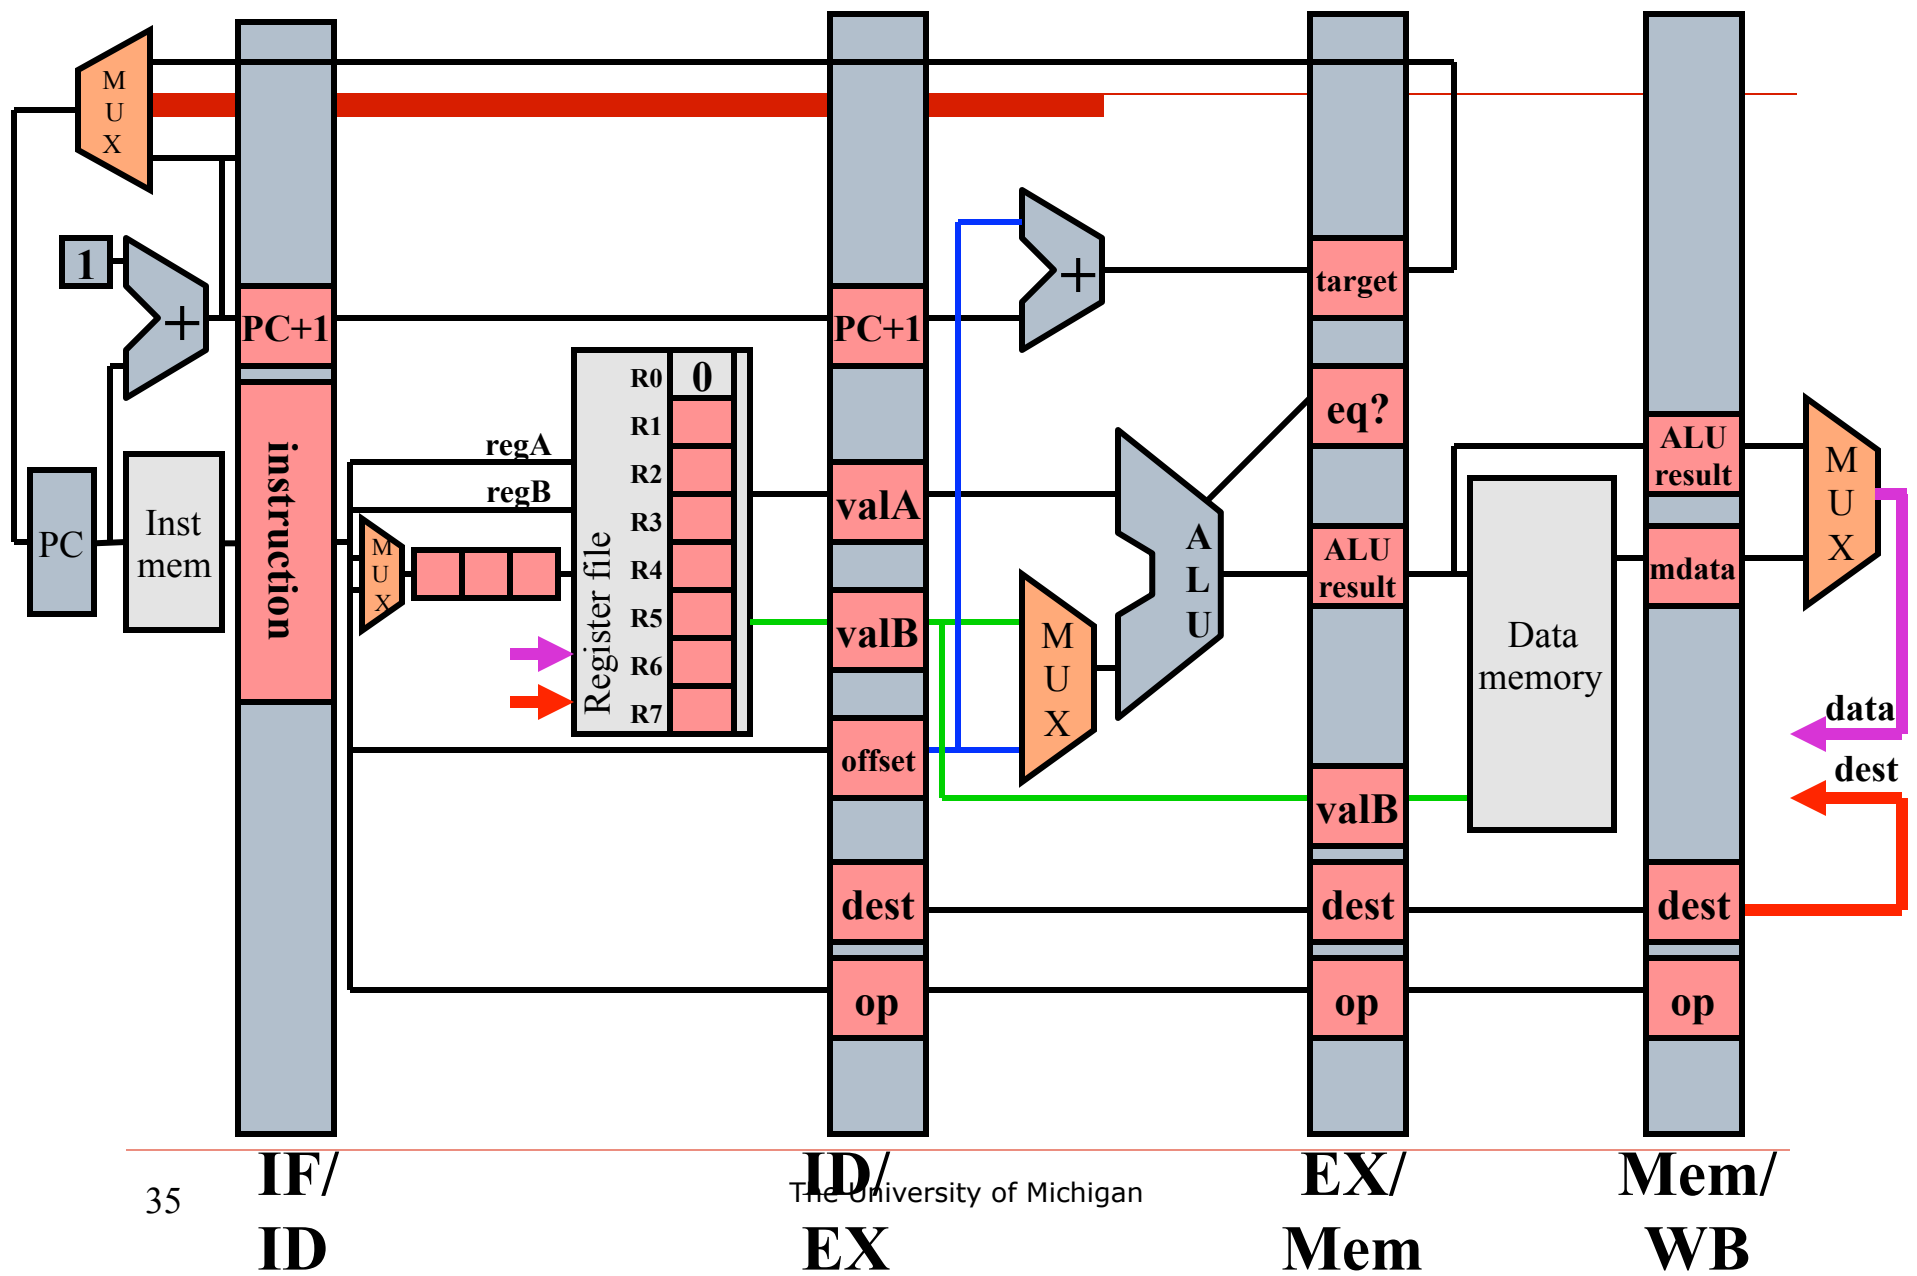 M
U
X
1
+
PC+1
PC
Inst
mem
instruction
regA
regB
M
U
X
Register file
R0
0
R1
R2
R3
R4
R5
R6
R7
PC+1
valA
valB
offset
dest
op
+
M
U
X
A
L
U
target
eq?
ALU
result
valB
dest
op
Data
memory
ALU
result
mdata
dest
op
M
U
X
data
dest
IF/
ID
ID/
EX
EX/
Mem
Mem/
WB
35
The University of Michigan